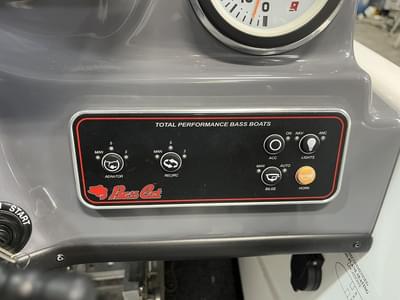 TOTAL PERFORMANCE BASS BOATS
ON NAV ANC
MAN MAN
ACC LIGHTS
AERATOR RECIRC
MAN AUTO
Bass Cat
BILGE HORN
START